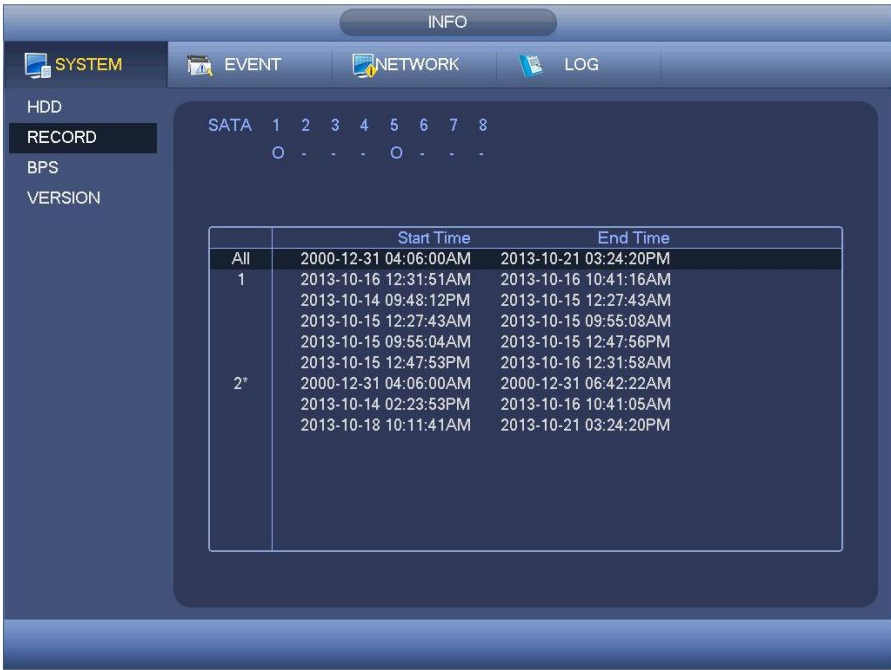 INFO
SYSTEM EVENT NETWORK LOG
HDD
RECORD
BPS
VERSION
SATA 1 2 3 4 5 6 7 8
O - - - O - - -
Start Time End Time
All 2000-12-31 04:06:00AM 2013-10-21 03:24:20PM
1 2013-10-16 12:31:51AM 2013-10-16 10:41:16AM
2013-10-14 09:48:12PM 2013-10-15 12:27:43AM
2013-10-15 12:27:43AM 2013-10-15 09:55:08AM
2013-10-15 09:55:04AM 2013-10-15 12:47:56PM
2013-10-15 12:47:53PM 2013-10-16 12:31:58AM
2* 2000-12-31 04:06:00AM 2000-12-31 06:42:22AM
2013-10-14 02:23:53PM 2013-10-16 10:41:05AM
2013-10-18 10:11:41AM 2013-10-21 03:24:20PM